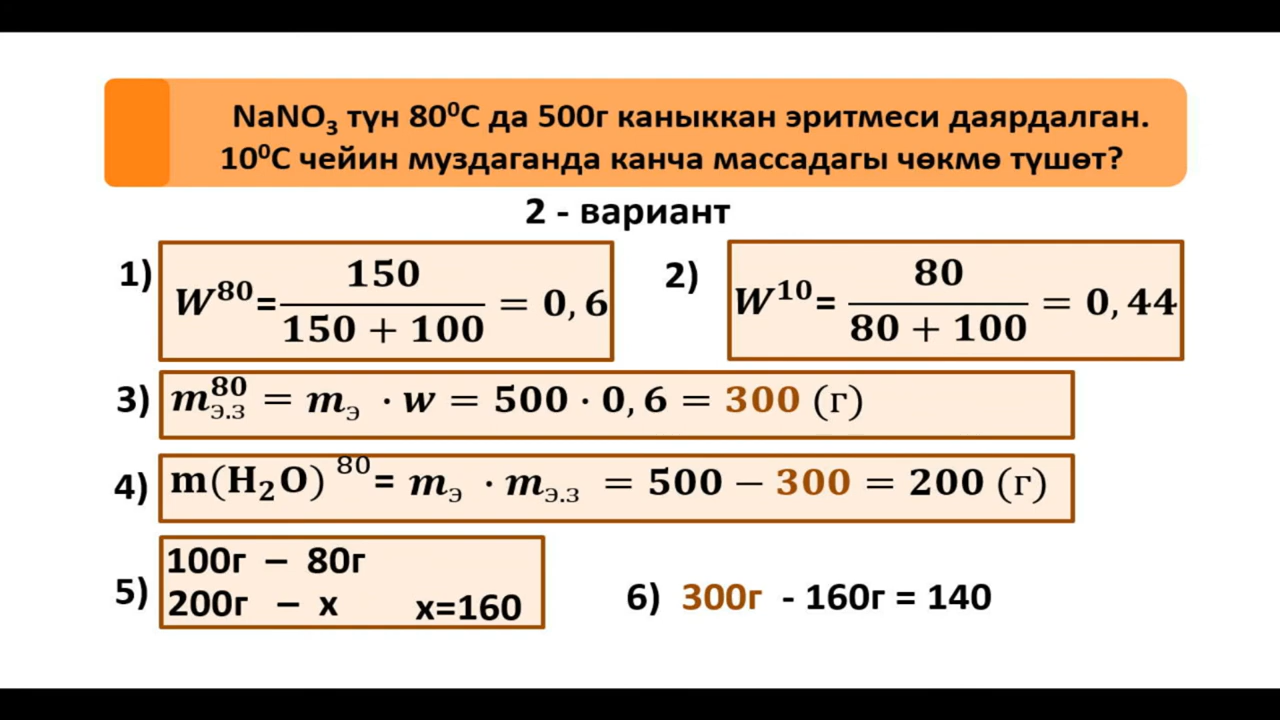 NaNO₃ түн 80⁰С да 500г каныккан эритмеси даярдалган.
10⁰С чейин муздаганда канча массадагы чөкмө түшөт?
2 - вариант
1) W⁸⁰= 150 / (150 + 100) = 0,6
2) W¹⁰= 80 / (80 + 100) = 0,44
3) m⁸⁰э.з = mэ · w = 500 · 0,6 = 300 (г)
4) m(H₂O) ⁸⁰= mэ · mэ.з = 500 − 300 = 200 (г)
5) 100г – 80г
200г – х х=160
6) 300г - 160г = 140